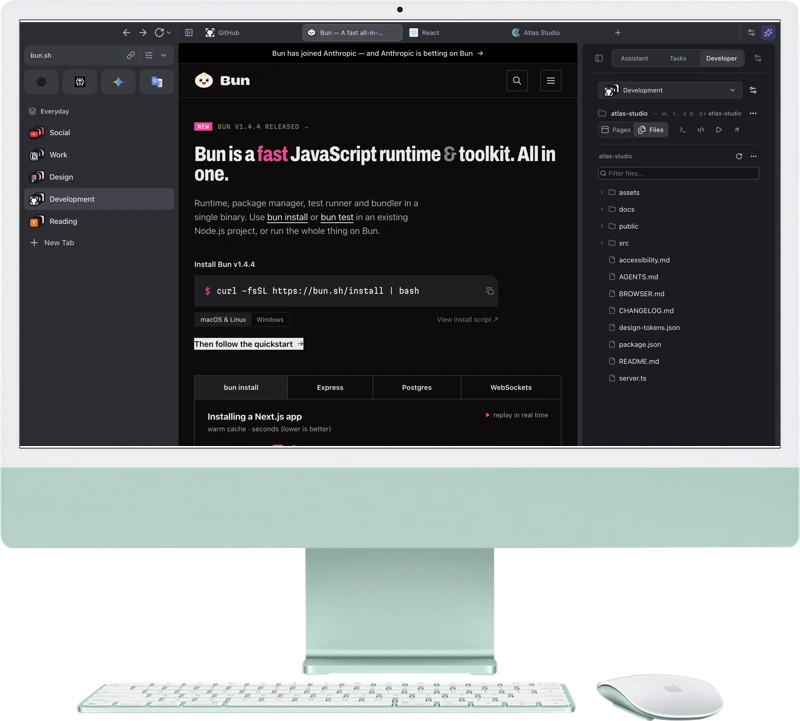 bun.sh
GitHub
Bun — A fast all-in-...
React
Atlas Studio
Everyday
Social
Work
Design
Development
Reading
New Tab
Bun has joined Anthropic — and Anthropic is betting on Bun →
Bun
NEW BUN V1.4.4 RELEASED →
Bun is a fast JavaScript runtime & toolkit. All in
one.
Runtime, package manager, test runner and bundler in a
single binary. Use bun install or bun test in an existing
Node.js project, or run the whole thing on Bun.
Install Bun v1.4.4
$ curl -fsSL https://bun.sh/install | bash
macOS & Linux Windows
View install script ↗
Then follow the quickstart →
bun install Express Postgres WebSockets
Installing a Next.js app
replay in real time
warm cache · seconds (lower is better)
Assistant Tasks Developer
Development
atlas-studio
atlas-studio
Pages Files
atlas-studio
Filter files...
assets
docs
public
src
accessibility.md
AGENTS.md
BROWSER.md
CHANGELOG.md
design-tokens.json
package.json
README.md
server.ts